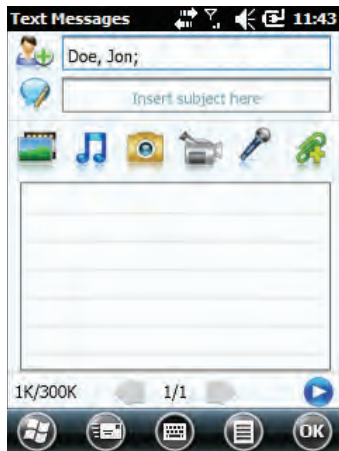 Text Messages 11:43
Doe, Jon;
Insert subject here
1K/300K 1/1
OK